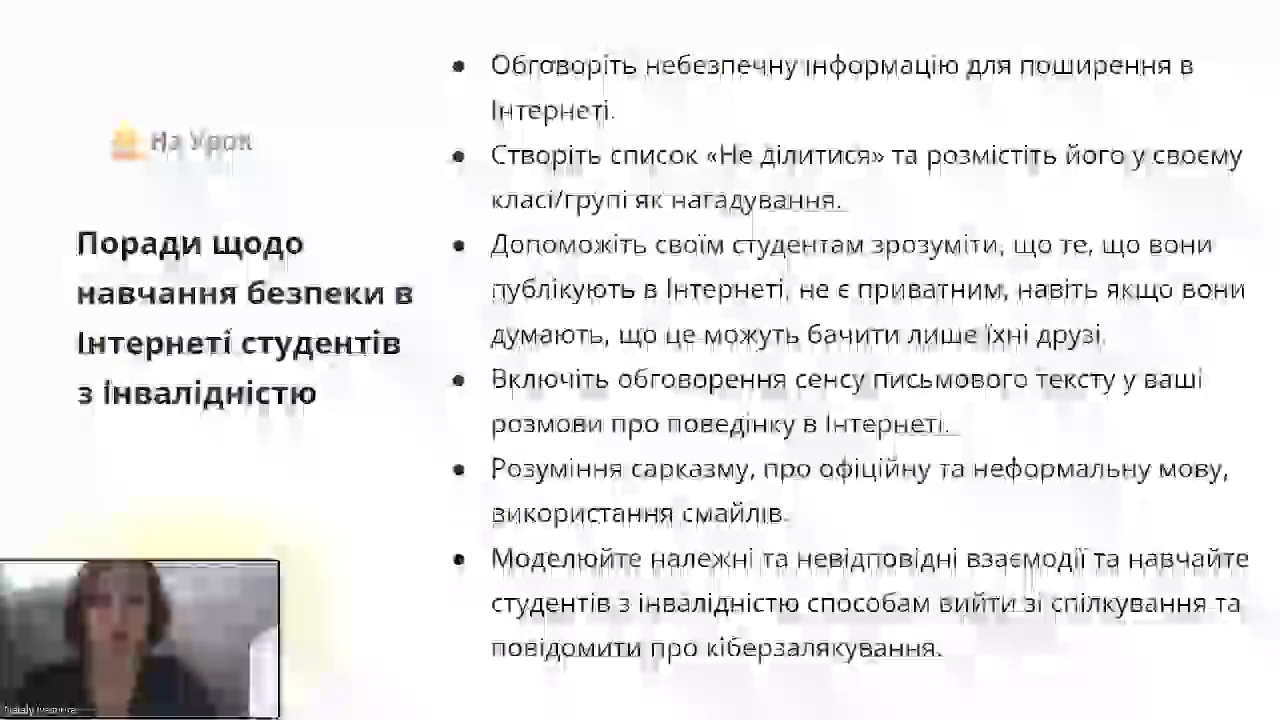 На Урок
Поради щодо
навчання безпеки в
Інтернеті студентів
з інвалідністю
● Обговоріть небезпечну інформацію для поширення в
Інтернеті.
● Створіть список «Не ділитися» та розмістіть його у своєму
класі/групі як нагадування.
● Допоможіть своїм студентам зрозуміти, що те, що вони
публікують в Інтернеті, не є приватним, навіть якщо вони
думають, що це можуть бачити лише їхні друзі.
● Включіть обговорення сенсу письмового тексту у ваші
розмови про поведінку в Інтернеті.
● Розуміння сарказму, про офіційну та неформальну мову,
використання смайлів.
● Моделюйте належні та невідповідні взаємодії та навчайте
студентів з інвалідністю способам вийти зі спілкування та
повідомити про кіберзалякування.